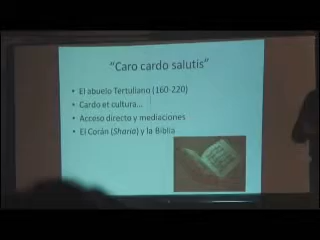 "Caro cardo salutis"
• El abuelo Tertuliano (160-220)
• Cardo et cultura...
• Acceso directo y mediaciones
• El Corán (Sharia) y la Biblia